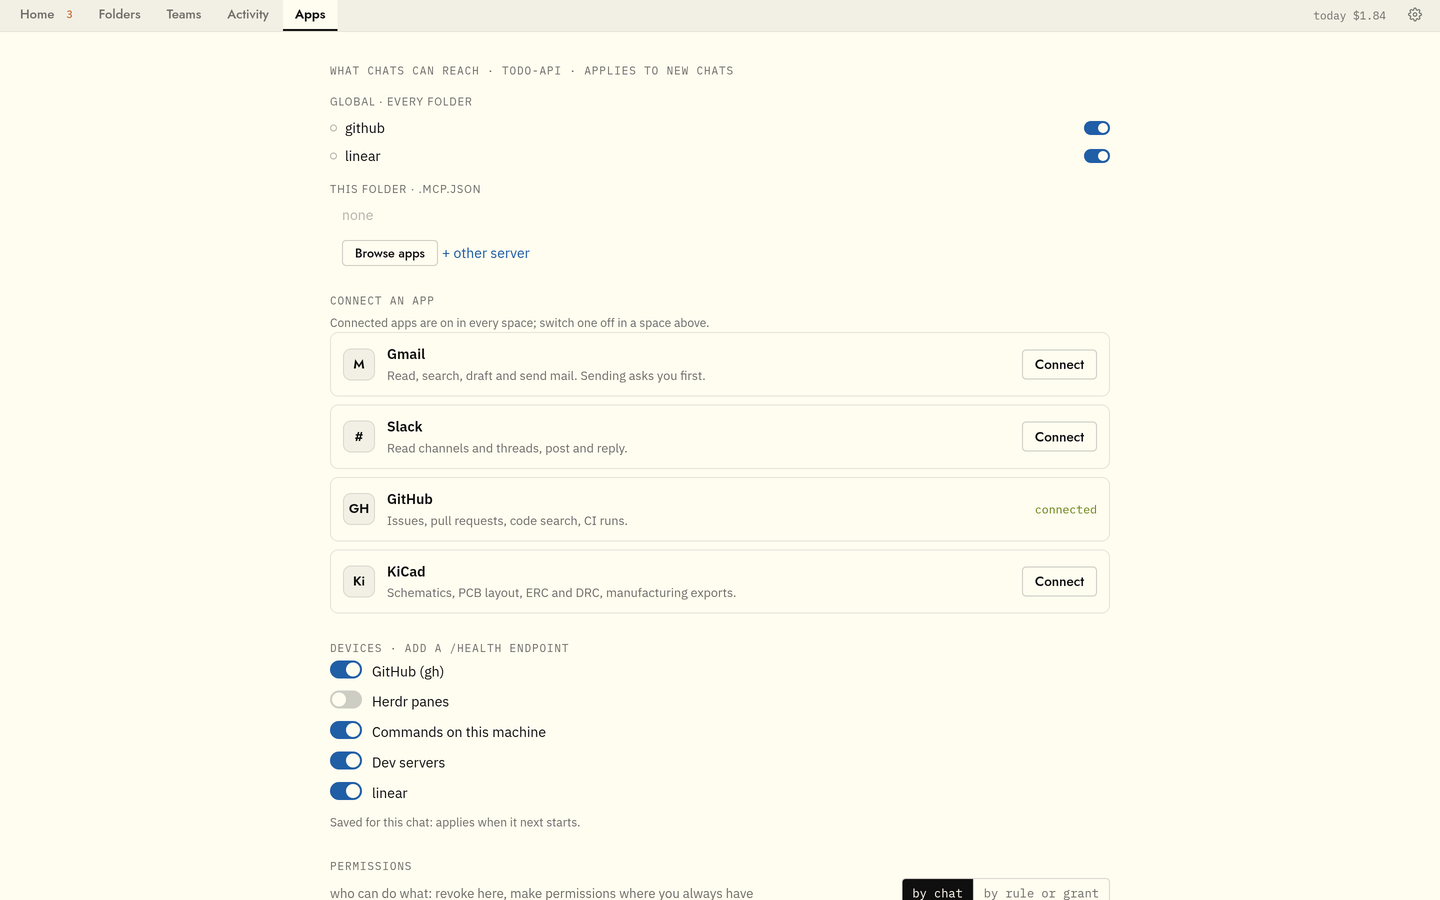 Home 3 Folders Teams Activity Apps today $1.84
WHAT CHATS CAN REACH · TODO-API · APPLIES TO NEW CHATS
GLOBAL · EVERY FOLDER
github
linear
THIS FOLDER · .MCP.JSON
none
Browse apps + other server
CONNECT AN APP
Connected apps are on in every space; switch one off in a space above.
M Gmail
Read, search, draft and send mail. Sending asks you first.
Connect
# Slack
Read channels and threads, post and reply.
Connect
GH GitHub
Issues, pull requests, code search, CI runs.
connected
Ki KiCad
Schematics, PCB layout, ERC and DRC, manufacturing exports.
Connect
DEVICES · ADD A /HEALTH ENDPOINT
GitHub (gh)
Herdr panes
Commands on this machine
Dev servers
linear
Saved for this chat: applies when it next starts.
PERMISSIONS
who can do what: revoke here, make permissions where you always have
by chat by rule or grant